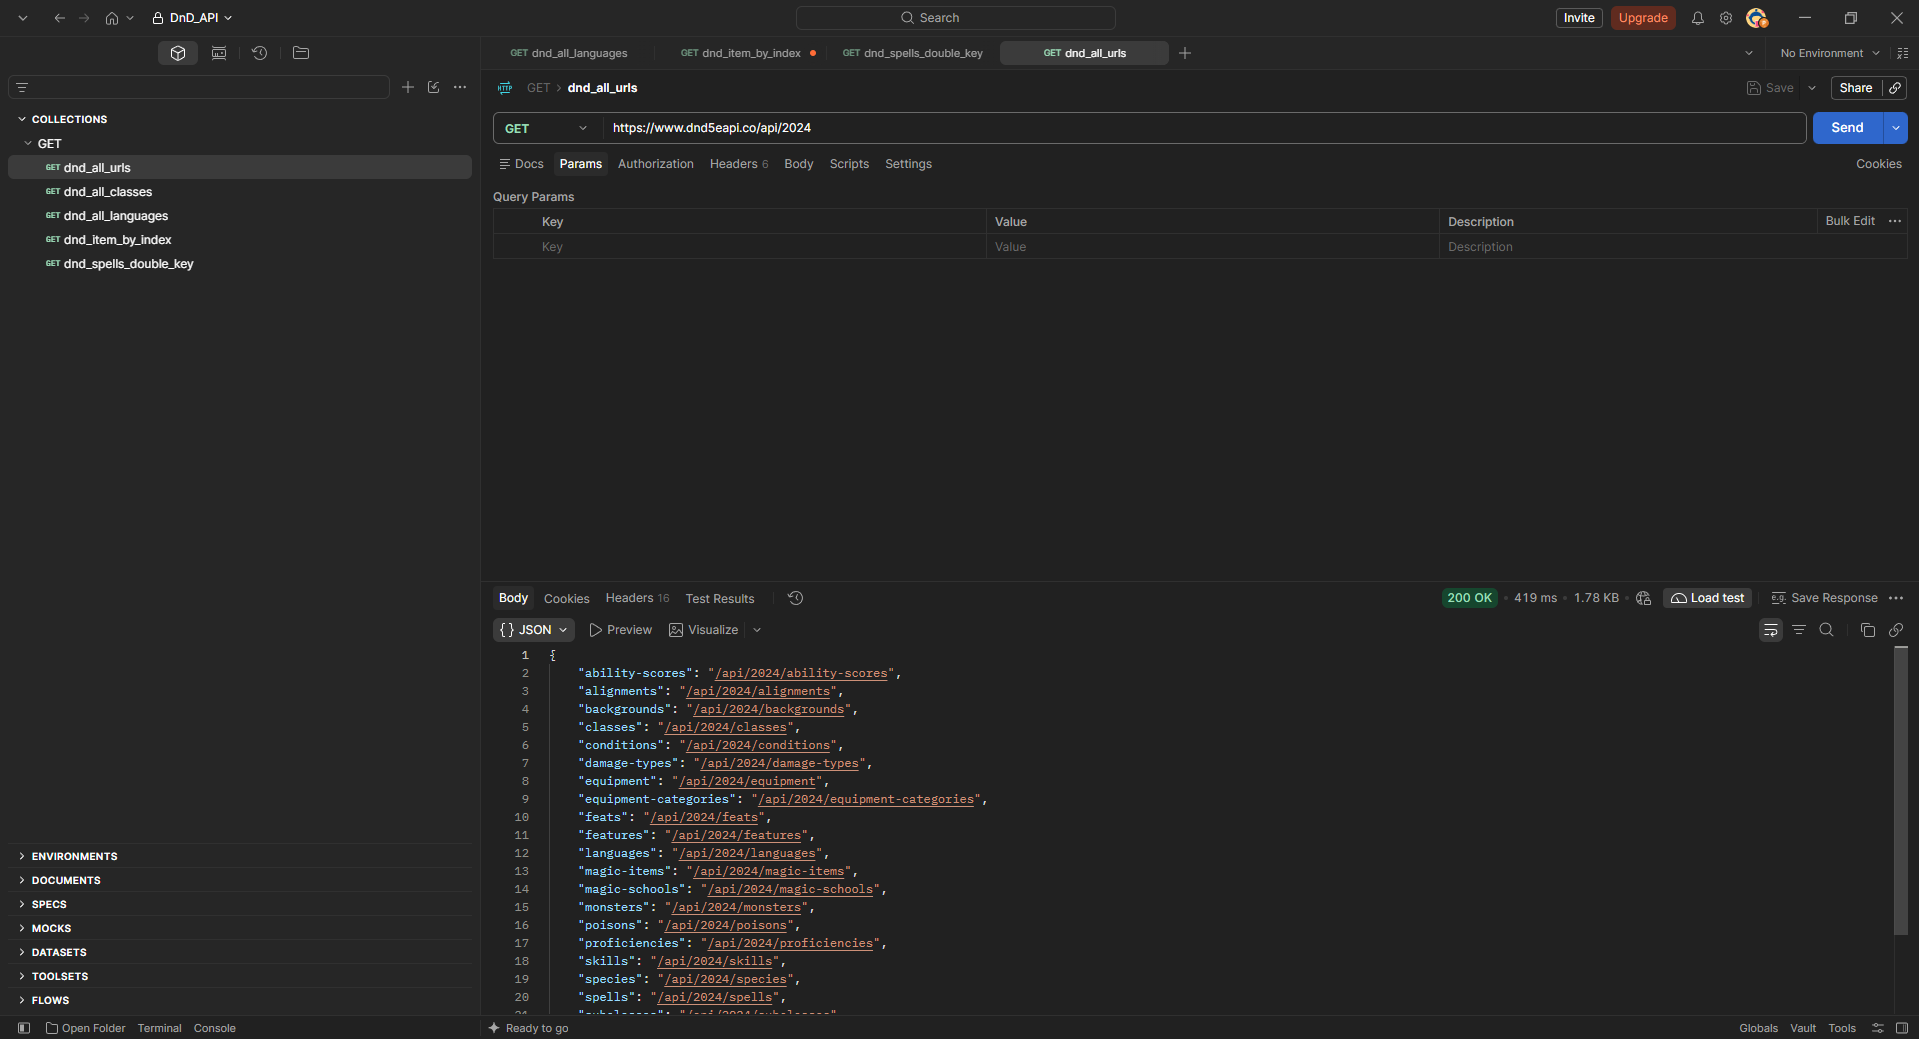 DnD_API
Search
Invite
Upgrade
GET dnd_all_languages
GET dnd_item_by_index
GET dnd_spells_double_key
GET dnd_all_urls
No Environment
COLLECTIONS
GET
GET dnd_all_urls
GET dnd_all_classes
GET dnd_all_languages
GET dnd_item_by_index
GET dnd_spells_double_key
ENVIRONMENTS
DOCUMENTS
SPECS
MOCKS
DATASETS
TOOLSETS
FLOWS
HTTP GET > dnd_all_urls
Save
Share
GET https://www.dnd5eapi.co/api/2024
Send
Docs Params Authorization Headers 6 Body Scripts Settings
Cookies
Query Params
Key Value Description Bulk Edit
Key Value Description
Body Cookies Headers 16 Test Results
200 OK • 419 ms • 1.78 KB • Load test e.g. Save Response
{} JSON Preview Visualize
1 {
2 "ability-scores": "/api/2024/ability-scores",
3 "alignments": "/api/2024/alignments",
4 "backgrounds": "/api/2024/backgrounds",
5 "classes": "/api/2024/classes",
6 "conditions": "/api/2024/conditions",
7 "damage-types": "/api/2024/damage-types",
8 "equipment": "/api/2024/equipment",
9 "equipment-categories": "/api/2024/equipment-categories",
10 "feats": "/api/2024/feats",
11 "features": "/api/2024/features",
12 "languages": "/api/2024/languages",
13 "magic-items": "/api/2024/magic-items",
14 "magic-schools": "/api/2024/magic-schools",
15 "monsters": "/api/2024/monsters",
16 "poisons": "/api/2024/poisons",
17 "proficiencies": "/api/2024/proficiencies",
18 "skills": "/api/2024/skills",
19 "species": "/api/2024/species",
20 "spells": "/api/2024/spells",
Open Folder Terminal Console
Ready to go
Globals Vault Tools